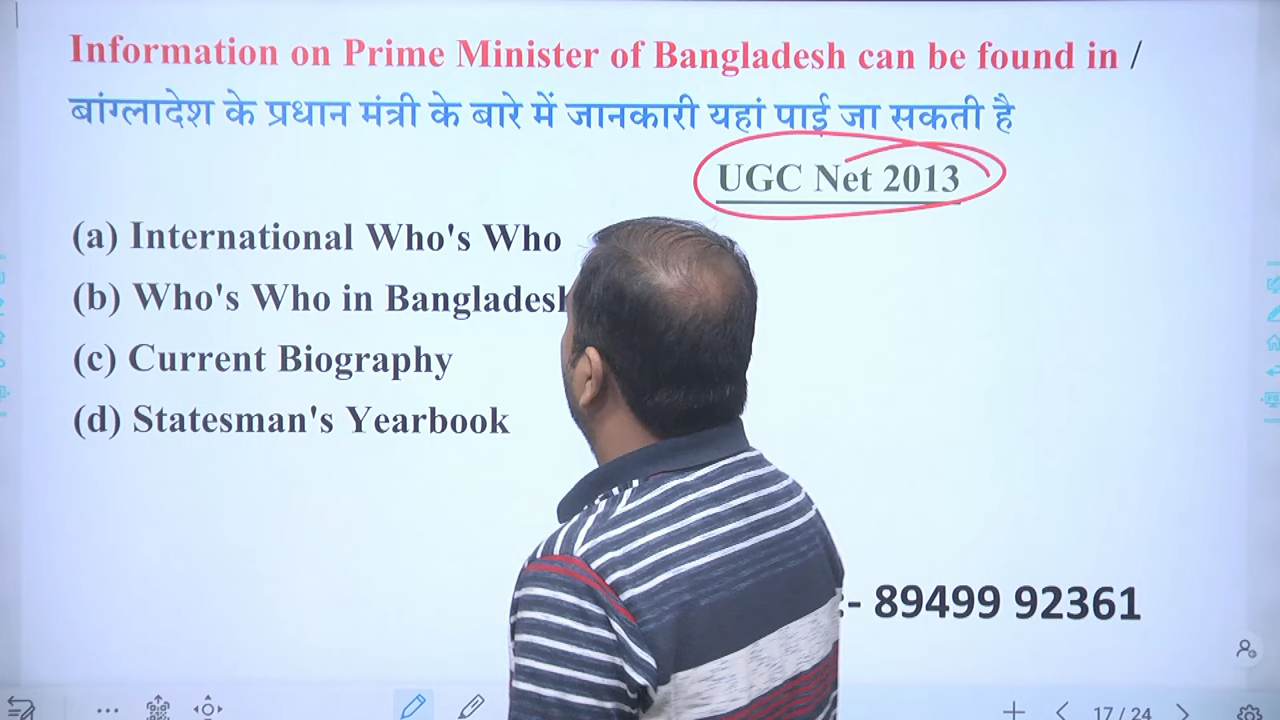 Information on Prime Minister of Bangladesh can be found in /
बांग्लादेश के प्रधान मंत्री के बारे में जानकारी यहां पाई जा सकती है
UGC Net 2013
(a) International Who's Who
(b) Who's Who in Bangladesh
(c) Current Biography
(d) Statesman's Yearbook
:- 89499 92361
17/24